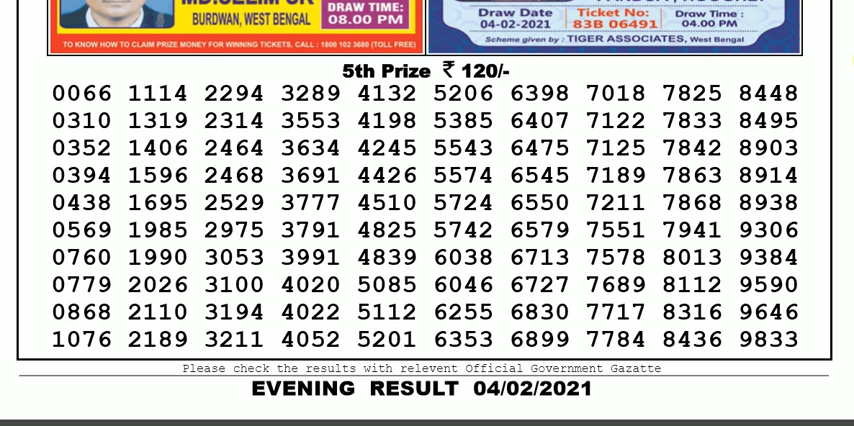 BURDWAN, WEST BENGAL
DRAW TIME:
08.00 PM
TO KNOW HOW TO CLAIM PRIZE MONEY FOR WINNING TICKETS, CALL : 1800 102 3680 (TOLL FREE)
Draw Date
04-02-2021
Ticket No:
83B 06491
Draw Time :
04.00 PM
Scheme given by : TIGER ASSOCIATES, West Bengal
5th Prize ₹ 120/-
0066 1114 2294 3289 4132 5206 6398 7018 7825 8448
0310 1319 2314 3553 4198 5385 6407 7122 7833 8495
0352 1406 2464 3634 4245 5543 6475 7125 7842 8903
0394 1596 2468 3691 4426 5574 6545 7189 7863 8914
0438 1695 2529 3777 4510 5724 6550 7211 7868 8938
0569 1985 2975 3791 4825 5742 6579 7551 7941 9306
0760 1990 3053 3991 4839 6038 6713 7578 8013 9384
0779 2026 3100 4020 5085 6046 6727 7689 8112 9590
0868 2110 3194 4022 5112 6255 6830 7717 8316 9646
1076 2189 3211 4052 5201 6353 6899 7784 8436 9833
Please check the results with relevent Official Government Gazatte
EVENING RESULT 04/02/2021